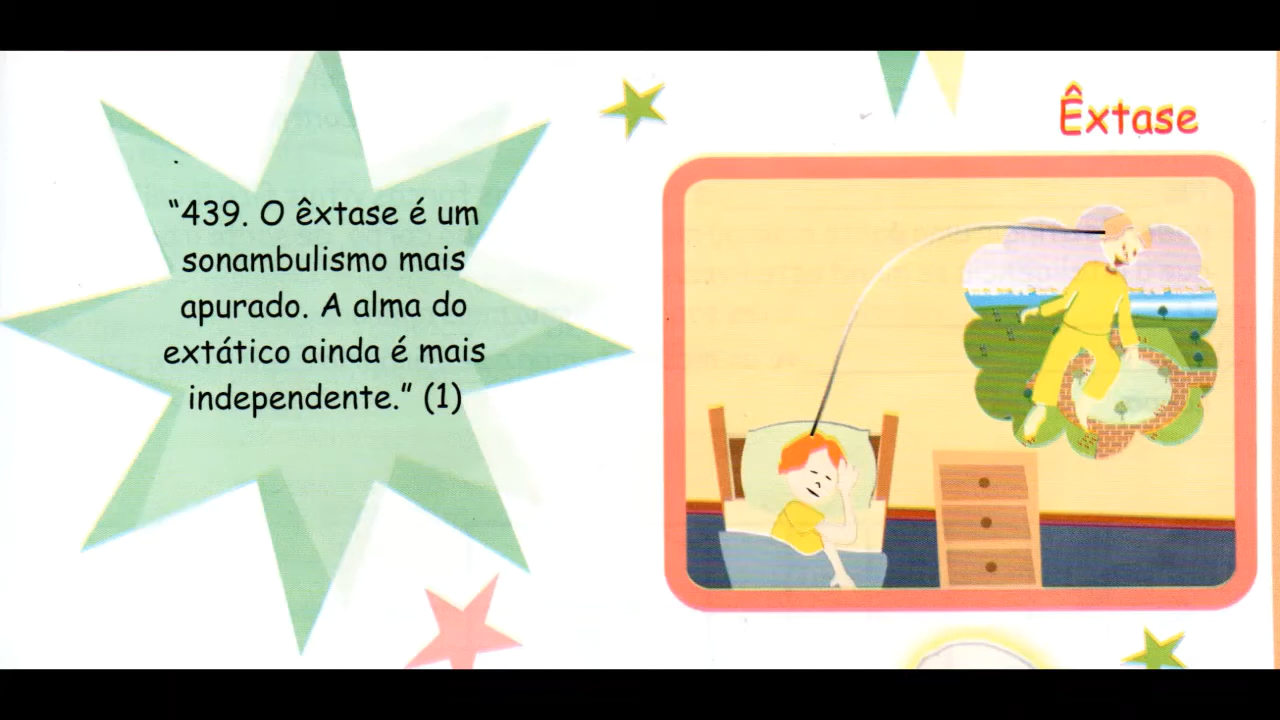 “439. O êxtase é um
sonambulismo mais
apurado. A alma do
extático ainda é mais
independente.” (1)
Êxtase